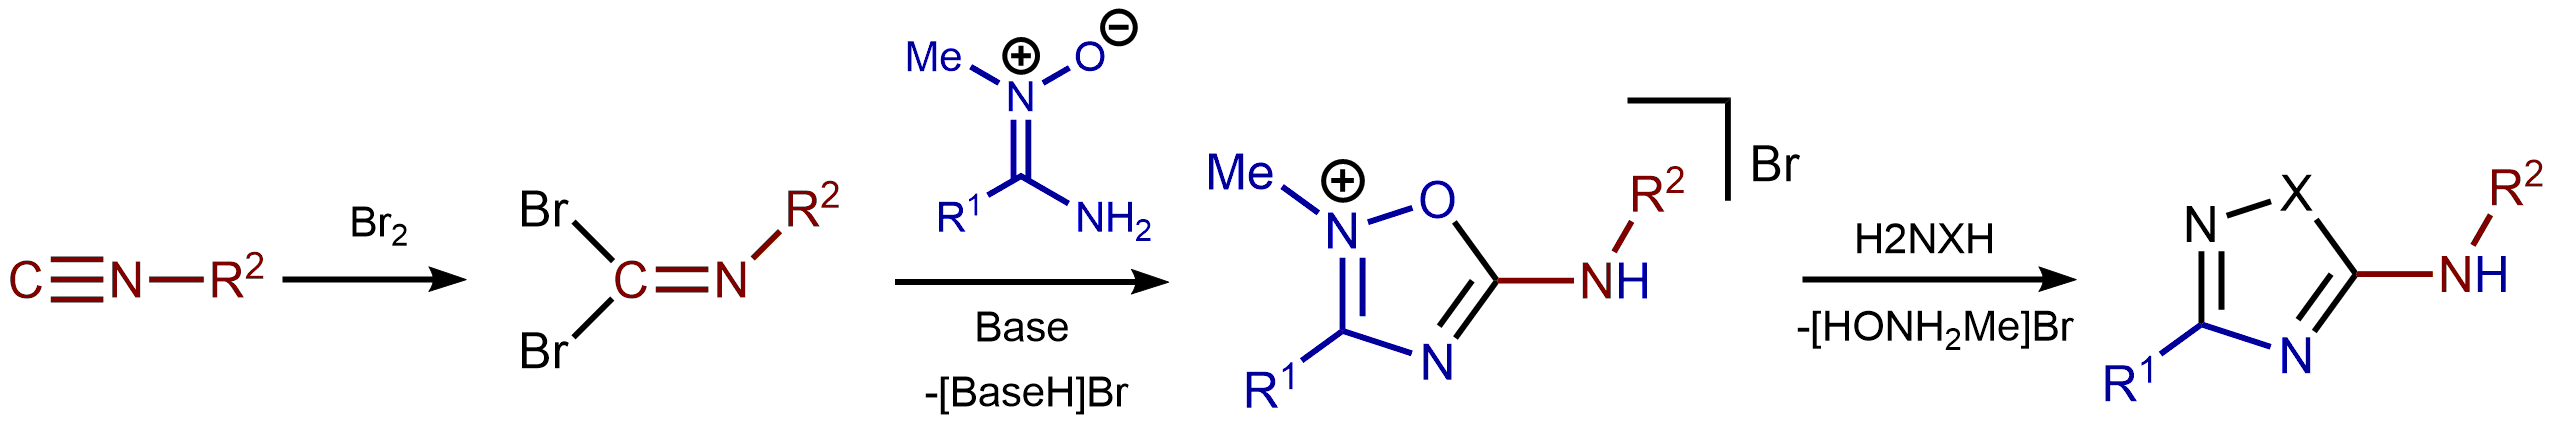 C≡N—R²
Br₂
Br
Br
C=N
R²
Me
⊕
N
O
⊖
R¹
NH₂
Base
-[BaseH]Br
Me
⊕
N
O
R¹
N
NH
R²
Br
H2NXH
-[HONH₂Me]Br
N
X
R¹
N
NH
R²